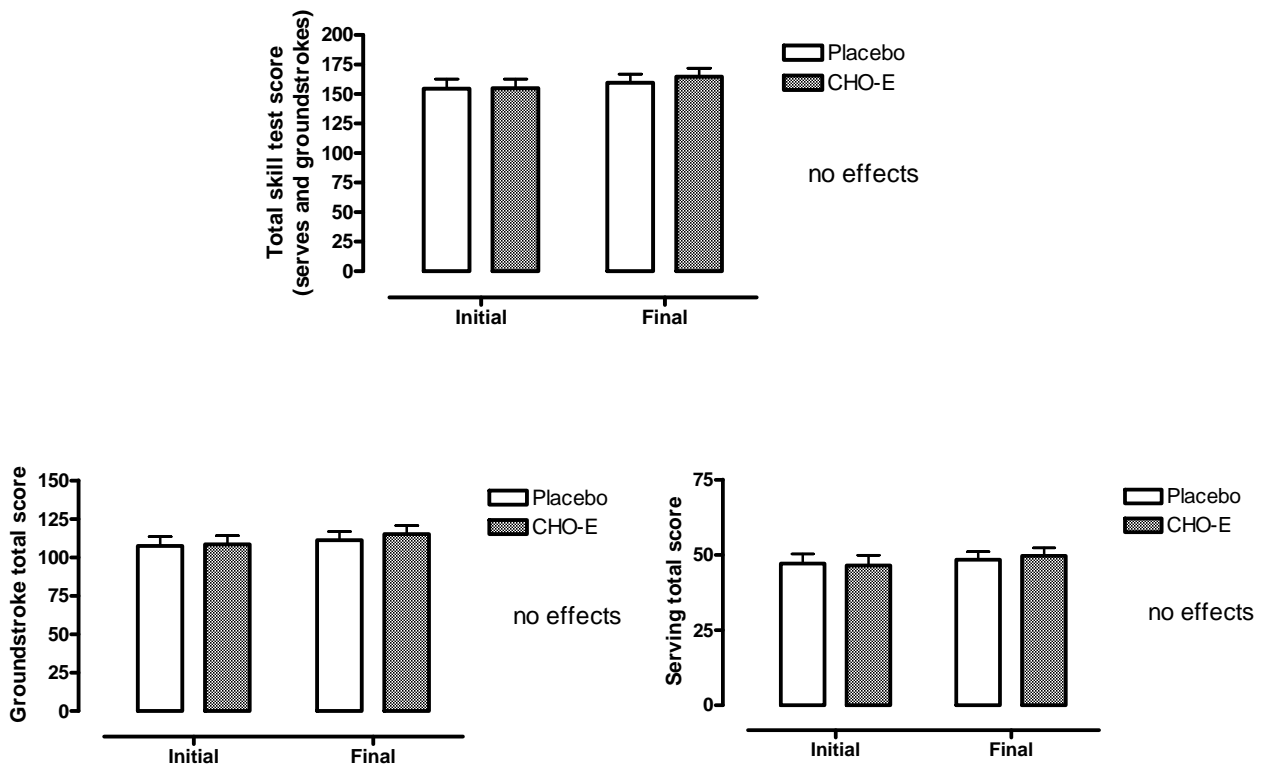 Total skill test score
(serves and groundstrokes)
200
175
150
125
100
75
50
25
0
Placebo
CHO-E
no effects
Initial
Final
Groundstroke total score
150
125
100
75
50
25
0
Placebo
CHO-E
no effects
Initial
Final
Serving total score
75
50
25
0
Placebo
CHO-E
no effects
Initial
Final